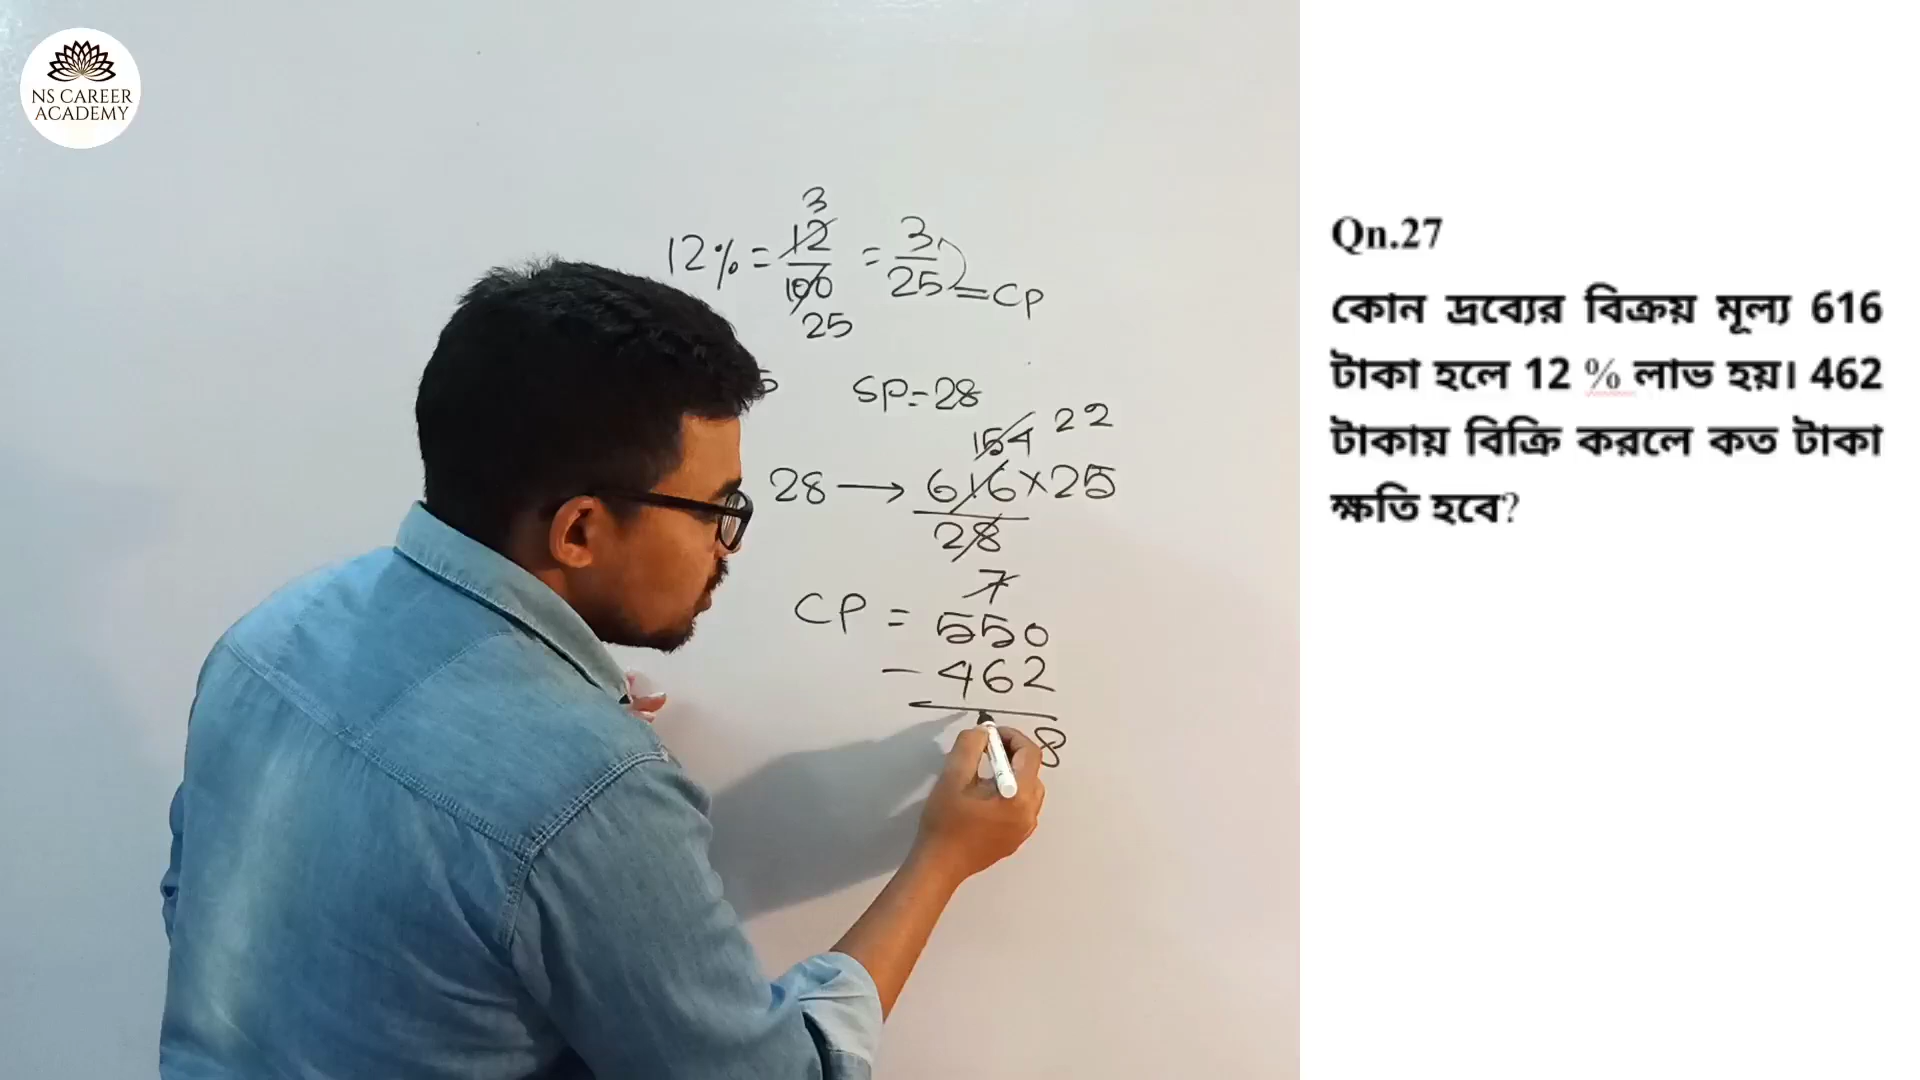 NS CAREER
ACADEMY
12% = 12/100 = 3/25 = CP
3
25
SP = 28
154 22
28 → 616×25
28
7
CP = 550
- 462
8
Qn.27
কোন দ্রব্যের বিক্রয় মূল্য 616
টাকা হলে 12 % লাভ হয়। 462
টাকায় বিক্রি করলে কত টাকা
ক্ষতি হবে?